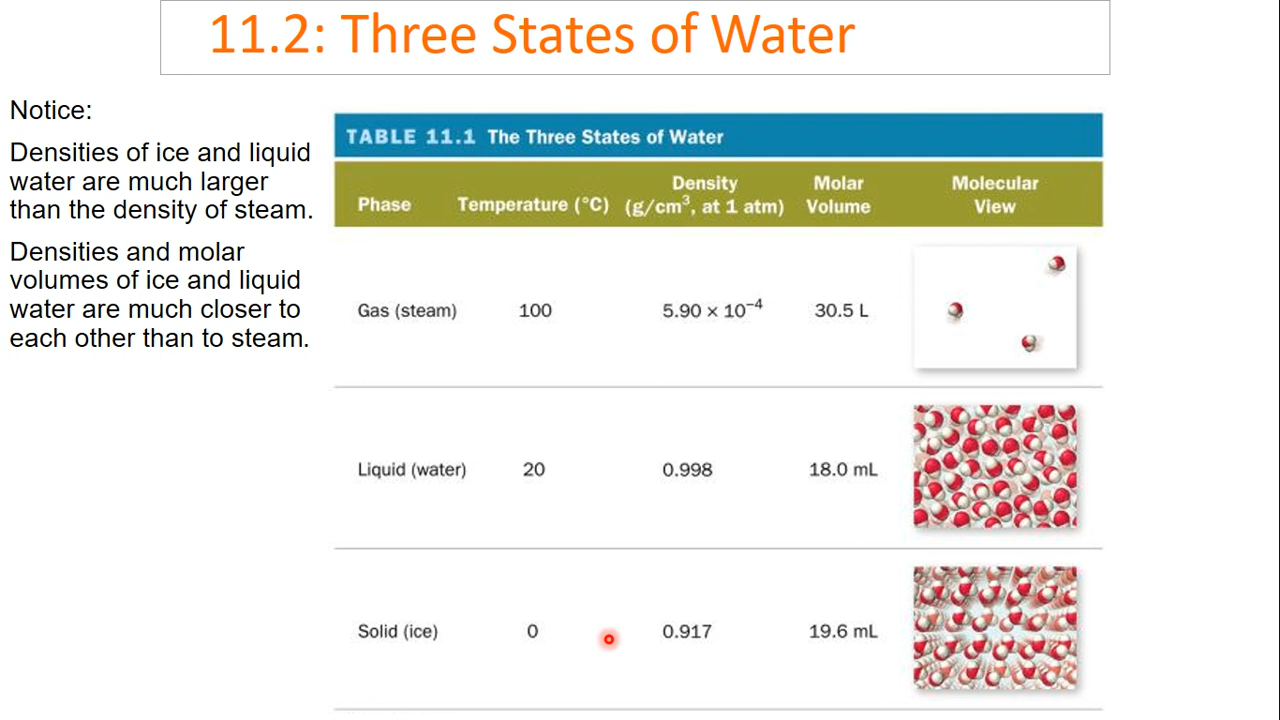 11.2: Three States of Water
Notice:
Densities of ice and liquid
water are much larger
than the density of steam.
Densities and molar
volumes of ice and liquid
water are much closer to
each other than to steam.
TABLE 11.1 The Three States of Water
Phase Temperature (°C) Density (g/cm³, at 1 atm) Molar Volume Molecular View
Gas (steam) 100 5.90 × 10⁻⁴ 30.5 L
Liquid (water) 20 0.998 18.0 mL
Solid (ice) 0 0.917 19.6 mL